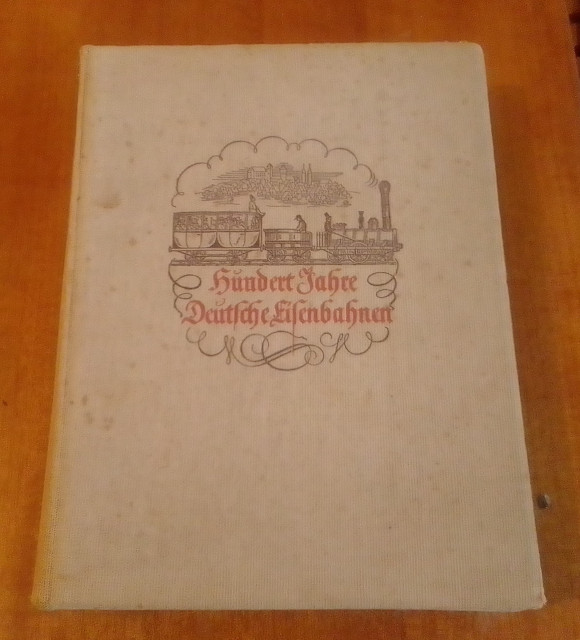 Hundert Jahre
Deutsche Eisenbahnen